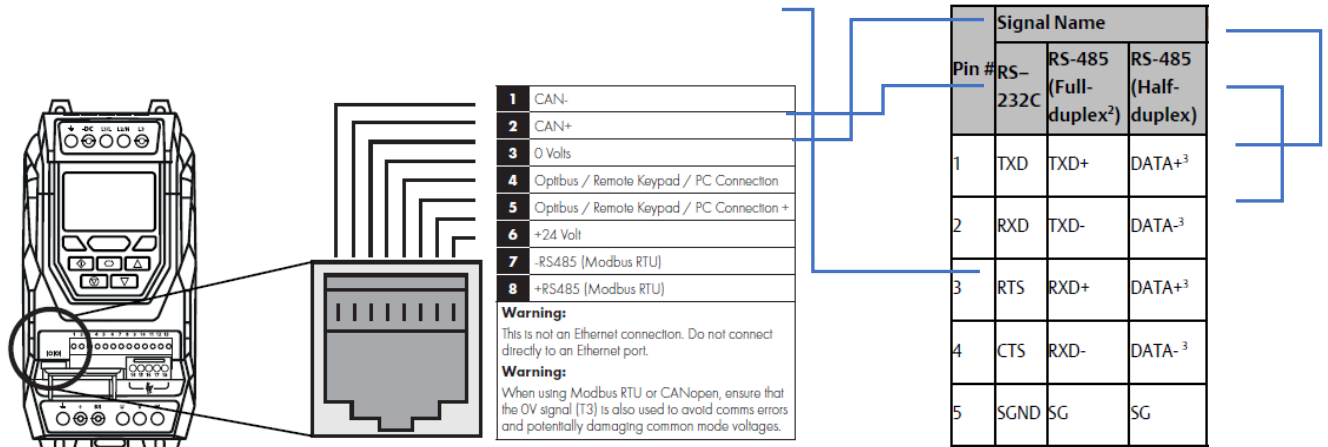 1 CAN-
2 CAN+
3 0 Volts
4 Optibus / Remote Keypad / PC Connection
5 Optibus / Remote Keypad / PC Connection +
6 +24 Volt
7 -RS485 (Modbus RTU)
8 +RS485 (Modbus RTU)
Warning:
This is not an Ethernet connection. Do not connect
directly to an Ethernet port.
Warning:
When using Modbus RTU or CANopen, ensure that
the 0V signal (T3) is also used to avoid comms errors
and potentially damaging common mode voltages.
Signal Name
Pin # RS–232C RS-485 (Full-duplex²) RS-485 (Half-duplex)
1 TXD TXD+ DATA+³
2 RXD TXD- DATA-³
3 RTS RXD+ DATA+³
4 CTS RXD- DATA- ³
5 SGND SG SG